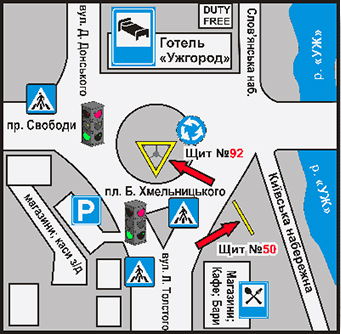 вул. Д. Донського
DUTY
FREE
Слов'янська наб.
р. «УЖ»
Готель
«Ужгород»
пр. Свободи
Щит №92
пл. Б. Хмельницького
р. «УЖ»
P
магазини; каси з/д
вул. Л. Толстого
Щит №50
Київська набережна
Магазини;
Кафе; Бари